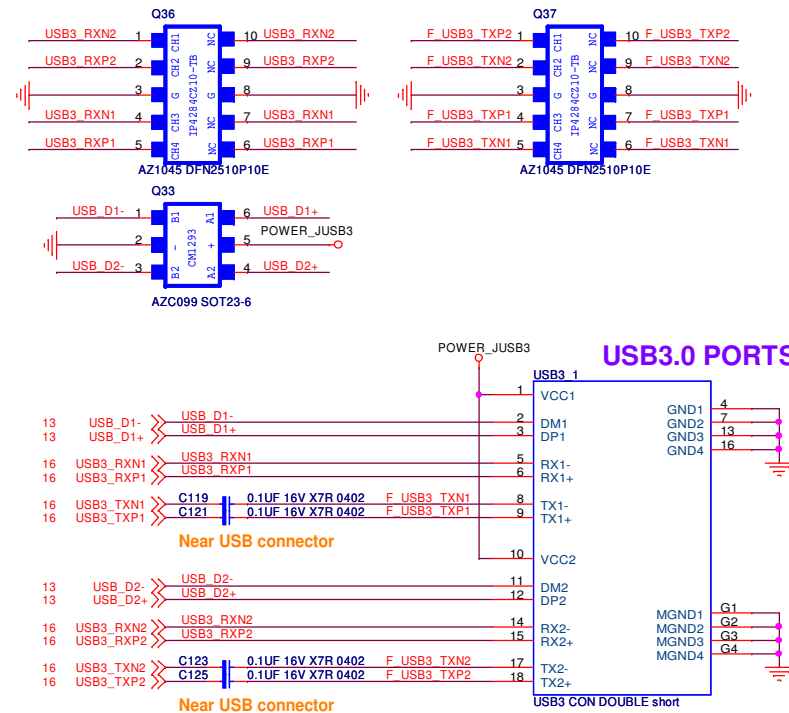 Q36
USB3_RXN2 1 CH1 NC 10 USB3_RXN2
USB3_RXP2 2 CH2 NC 9 USB3_RXP2
3 G G 8
USB3_RXN1 4 CH3 NC 7 USB3_RXN1
USB3_RXP1 5 CH4 NC 6 USB3_RXP1
IP4284CZ10-TB
AZ1045 DFN2510P10E
Q37
F_USB3_TXP2 1 CH1 NC 10 F_USB3_TXP2
F_USB3_TXN2 2 CH2 NC 9 F_USB3_TXN2
3 G G 8
F_USB3_TXP1 4 CH3 NC 7 F_USB3_TXP1
F_USB3_TXN1 5 CH4 NC 6 F_USB3_TXN1
IP4284CZ10-TB
AZ1045 DFN2510P10E
Q33
USB_D1- 1 B1 A1 6 USB_D1+
2 - + 5 POWER_JUSB3
USB_D2- 3 B2 A2 4 USB_D2+
CM1293
AZC099 SOT23-6
USB3.0 PORTS
POWER_JUSB3
USB3_1
1 VCC1
13 USB_D1- USB_D1- 2 DM1
13 USB_D1+ USB_D1+ 3 DP1
16 USB3_RXN1 USB3_RXN1 5 RX1-
16 USB3_RXP1 USB3_RXP1 6 RX1+
16 USB3_TXN1 C119 0.1UF 16V X7R 0402 F_USB3_TXN1 8 TX1-
16 USB3_TXP1 C121 0.1UF 16V X7R 0402 F_USB3_TXP1 9 TX1+
Near USB connector
10 VCC2
13 USB_D2- USB_D2- 11 DM2
13 USB_D2+ USB_D2+ 12 DP2
16 USB3_RXN2 USB3_RXN2 14 RX2-
16 USB3_RXP2 USB3_RXP2 15 RX2+
16 USB3_TXN2 C123 0.1UF 16V X7R 0402 F_USB3_TXN2 17 TX2-
16 USB3_TXP2 C125 0.1UF 16V X7R 0402 F_USB3_TXP2 18 TX2+
Near USB connector
GND1 4
GND2 7
GND3 13
GND4 16
MGND1 G1
MGND2 G2
MGND3 G3
MGND4 G4
USB3 CON DOUBLE short